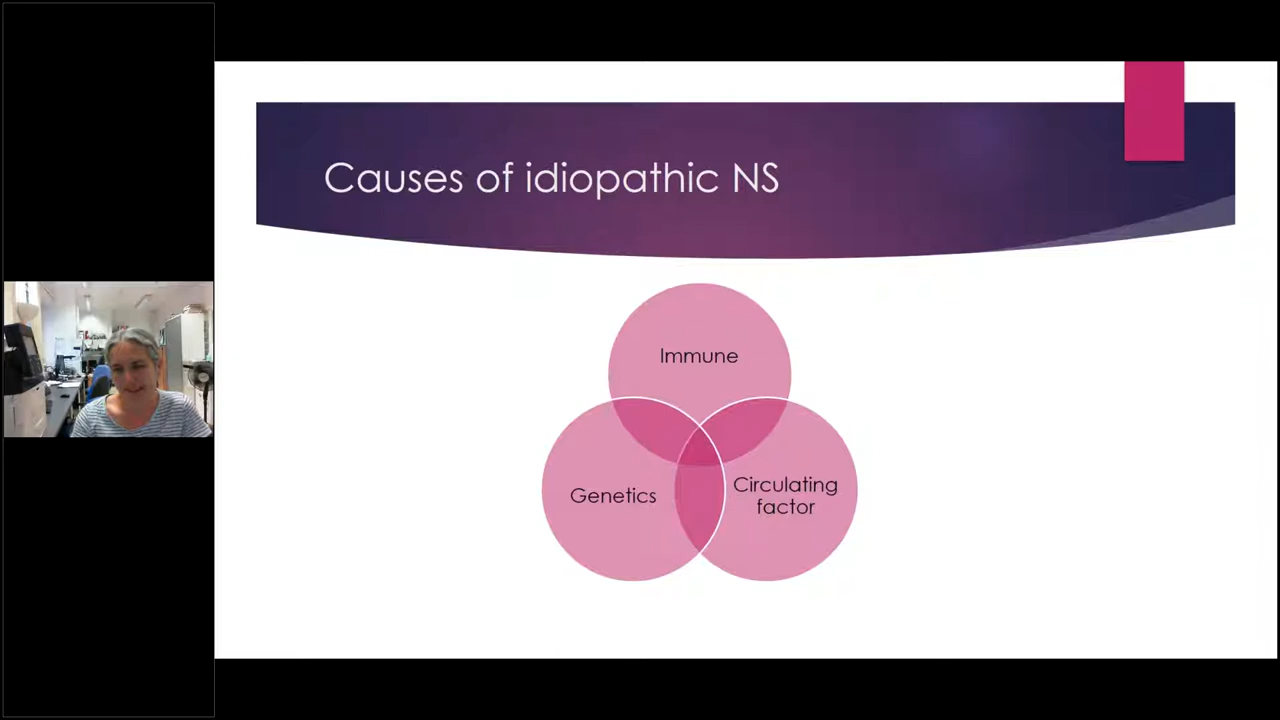 Causes of idiopathic NS
Immune
Genetics
Circulating
factor